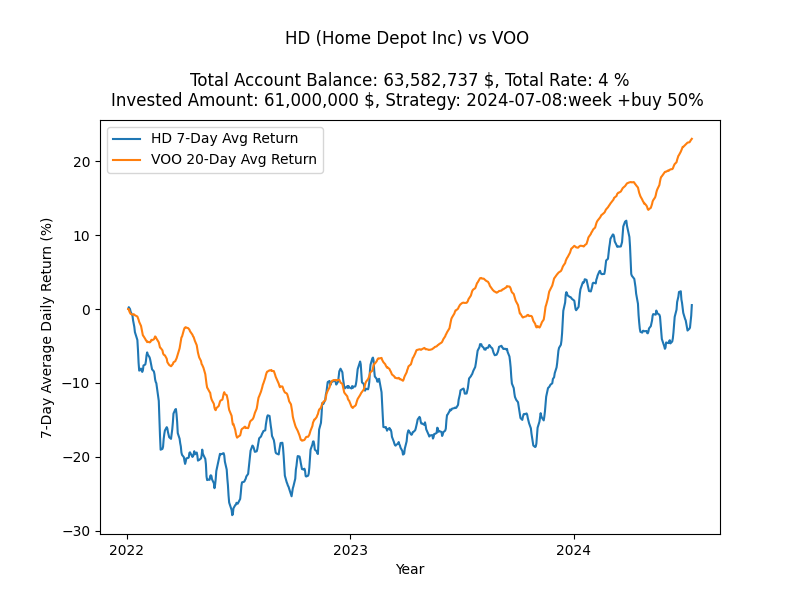 HD (Home Depot Inc) vs VOO
Total Account Balance: 63,582,737 $, Total Rate: 4 %
Invested Amount: 61,000,000 $, Strategy: 2024-07-08:week +buy 50%
HD 7-Day Avg Return
VOO 20-Day Avg Return
7-Day Average Daily Return (%)
20
10
0
−10
−20
−30
2022
2023
2024
Year